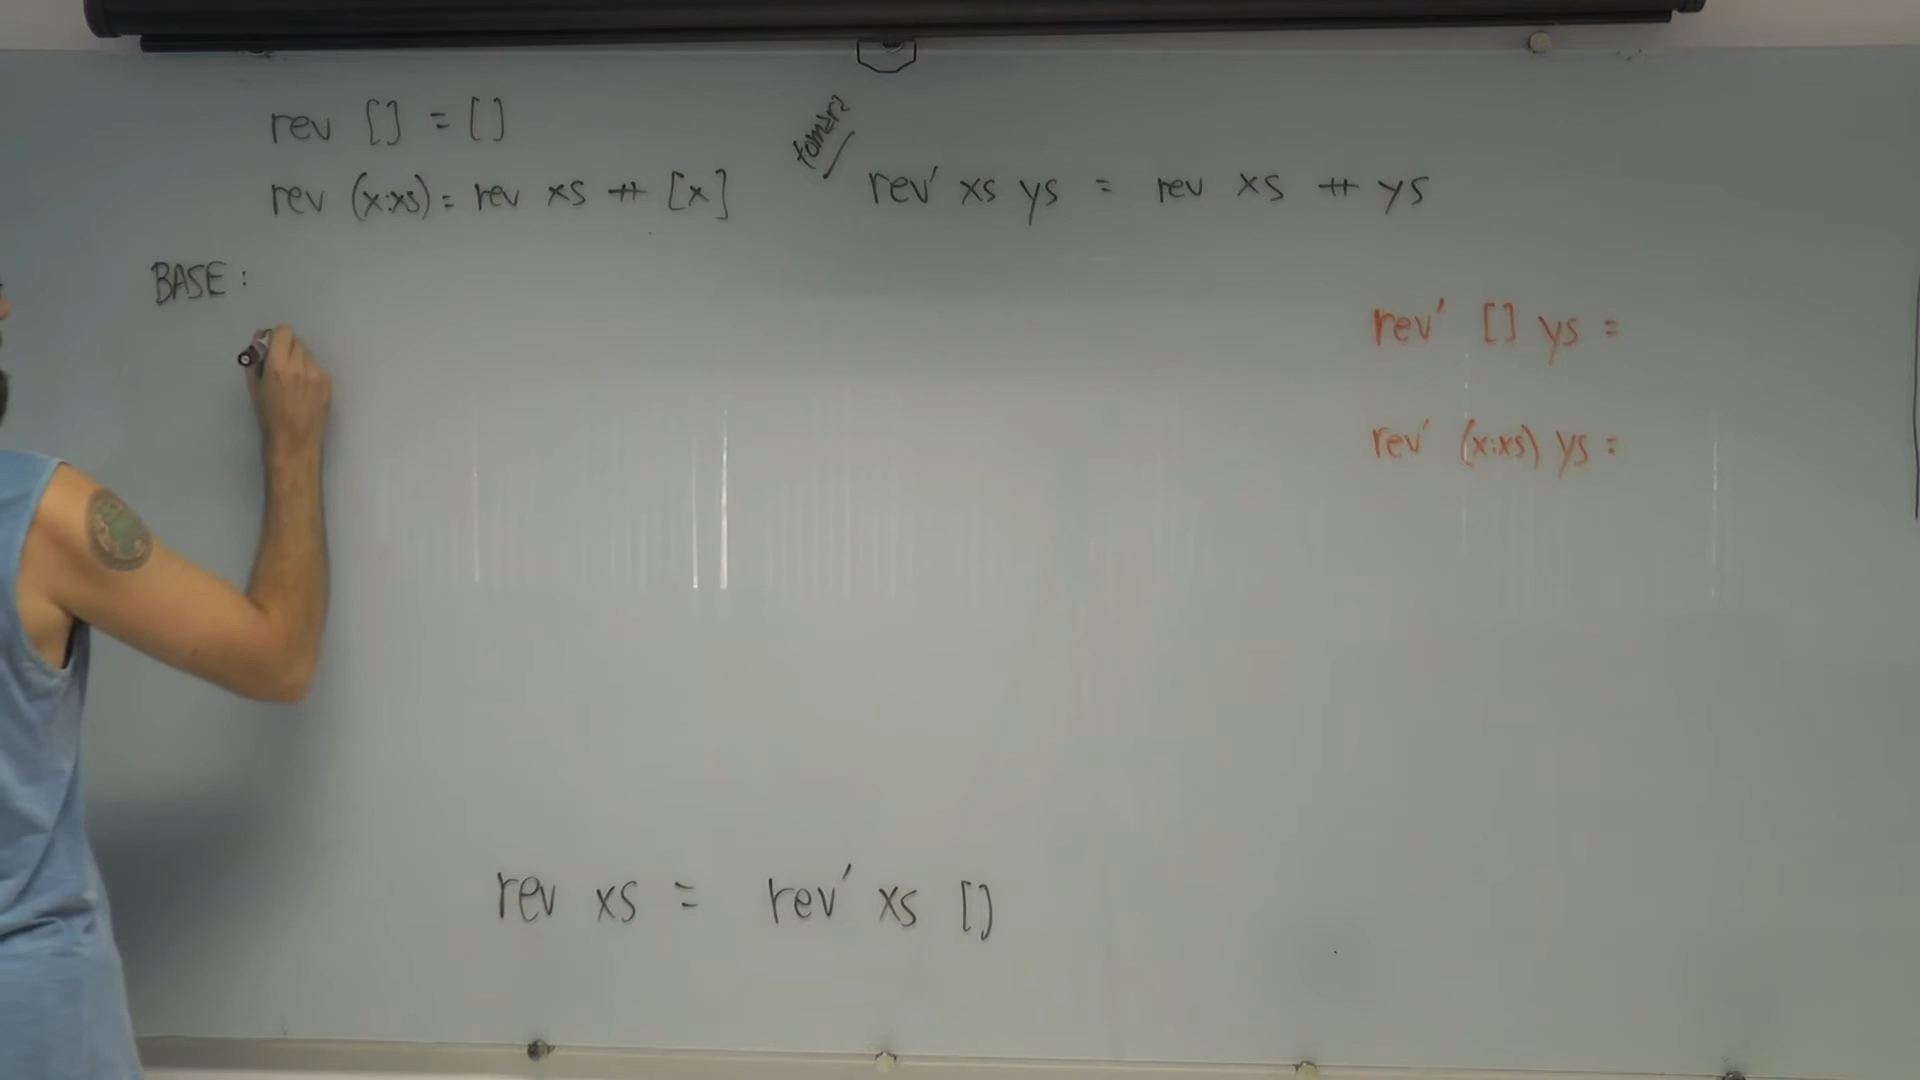 rev [] = []
rev (x:xs) = rev xs ++ [x]
tomara
rev' xs ys = rev xs ++ ys
BASE:
rev' [] ys =
rev' (x:xs) ys =
rev xs = rev' xs []